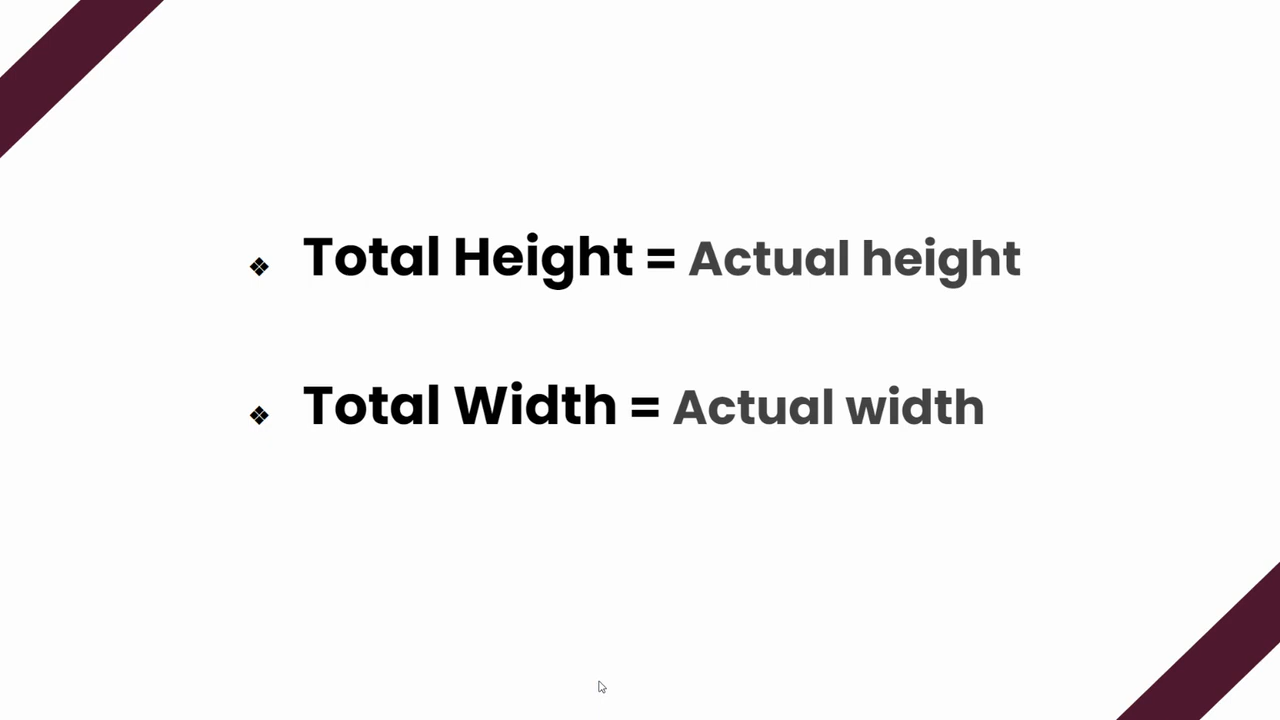 ❖ Total Height = Actual height
❖ Total Width = Actual width